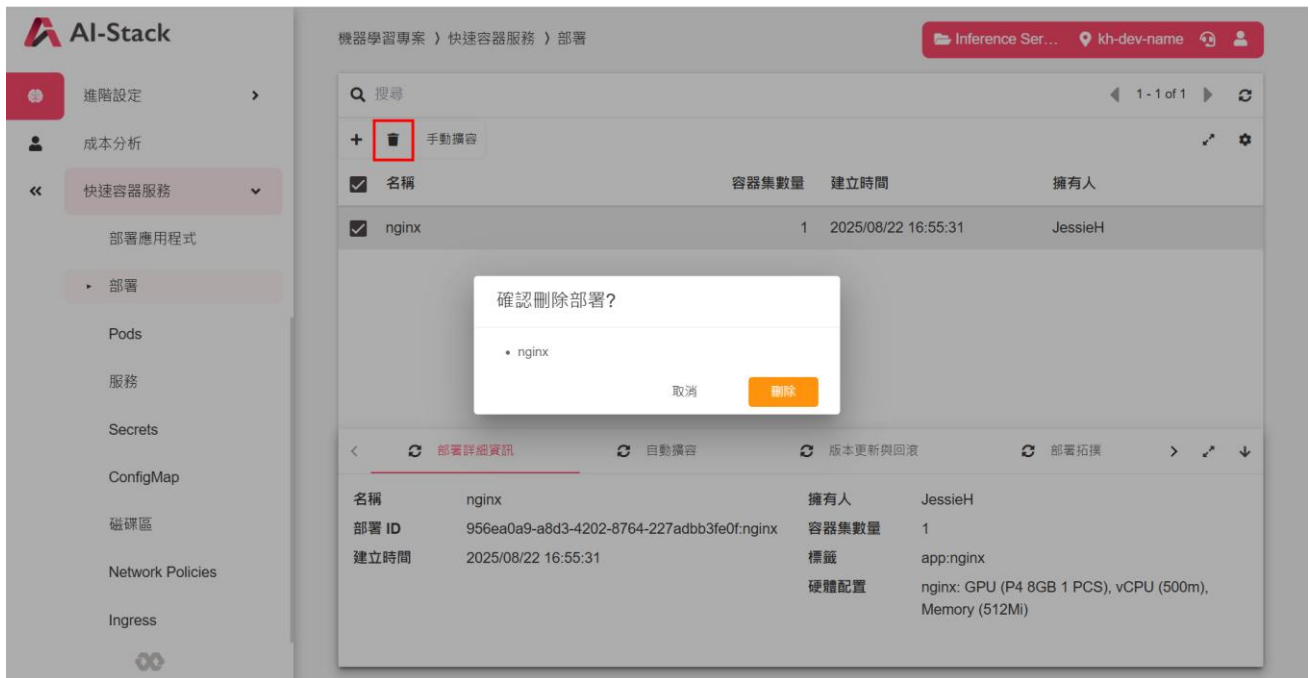 AI-Stack
機器學習專案 ❯ 快速容器服務 ❯ 部署
Inference Ser...
kh-dev-name
進階設定
成本分析
快速容器服務
部署應用程式
部署
Pods
服務
Secrets
ConfigMap
磁碟區
Network Policies
Ingress
搜尋
1 - 1 of 1
手動擴容
名稱 容器集數量 建立時間 擁有人
nginx 1 2025/08/22 16:55:31 JessieH
確認刪除部署?
• nginx
取消 刪除
部署詳細資訊 自動擴容 版本更新與回滾 部署拓撲
名稱 nginx
部署 ID 956ea0a9-a8d3-4202-8764-227adbb3fe0f:nginx
建立時間 2025/08/22 16:55:31
擁有人 JessieH
容器集數量 1
標籤 app:nginx
硬體配置 nginx: GPU (P4 8GB 1 PCS), vCPU (500m),
Memory (512Mi)